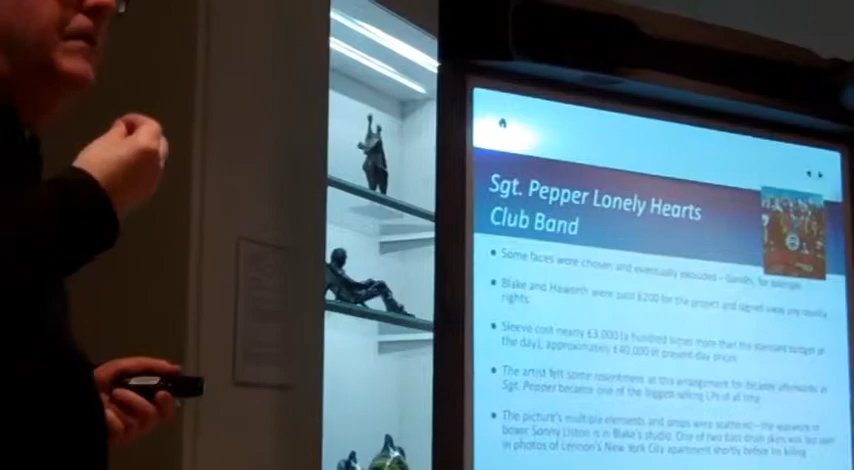 Sgt. Pepper Lonely Hearts
Club Band
• Some faces were chosen and eventually excluded – Gandhi, for example
• Blake and Haworth were paid £200 for the project and signed away any royalty
rights.
• Sleeve cost nearly £3,000 (a hundred times more than the standard budget of
the day), approximately £40,000 at present-day prices
• The artist felt some resentment at this arrangement for decades afterwards as
Sgt. Pepper became one of the biggest selling LPs of all time
• The picture's multiple elements and props were scattered – the waxwork of
boxer Sonny Liston is in Blake's studio. One of two bass drum skins was last seen
in photos of Lennon's New York City apartment shortly before his killing